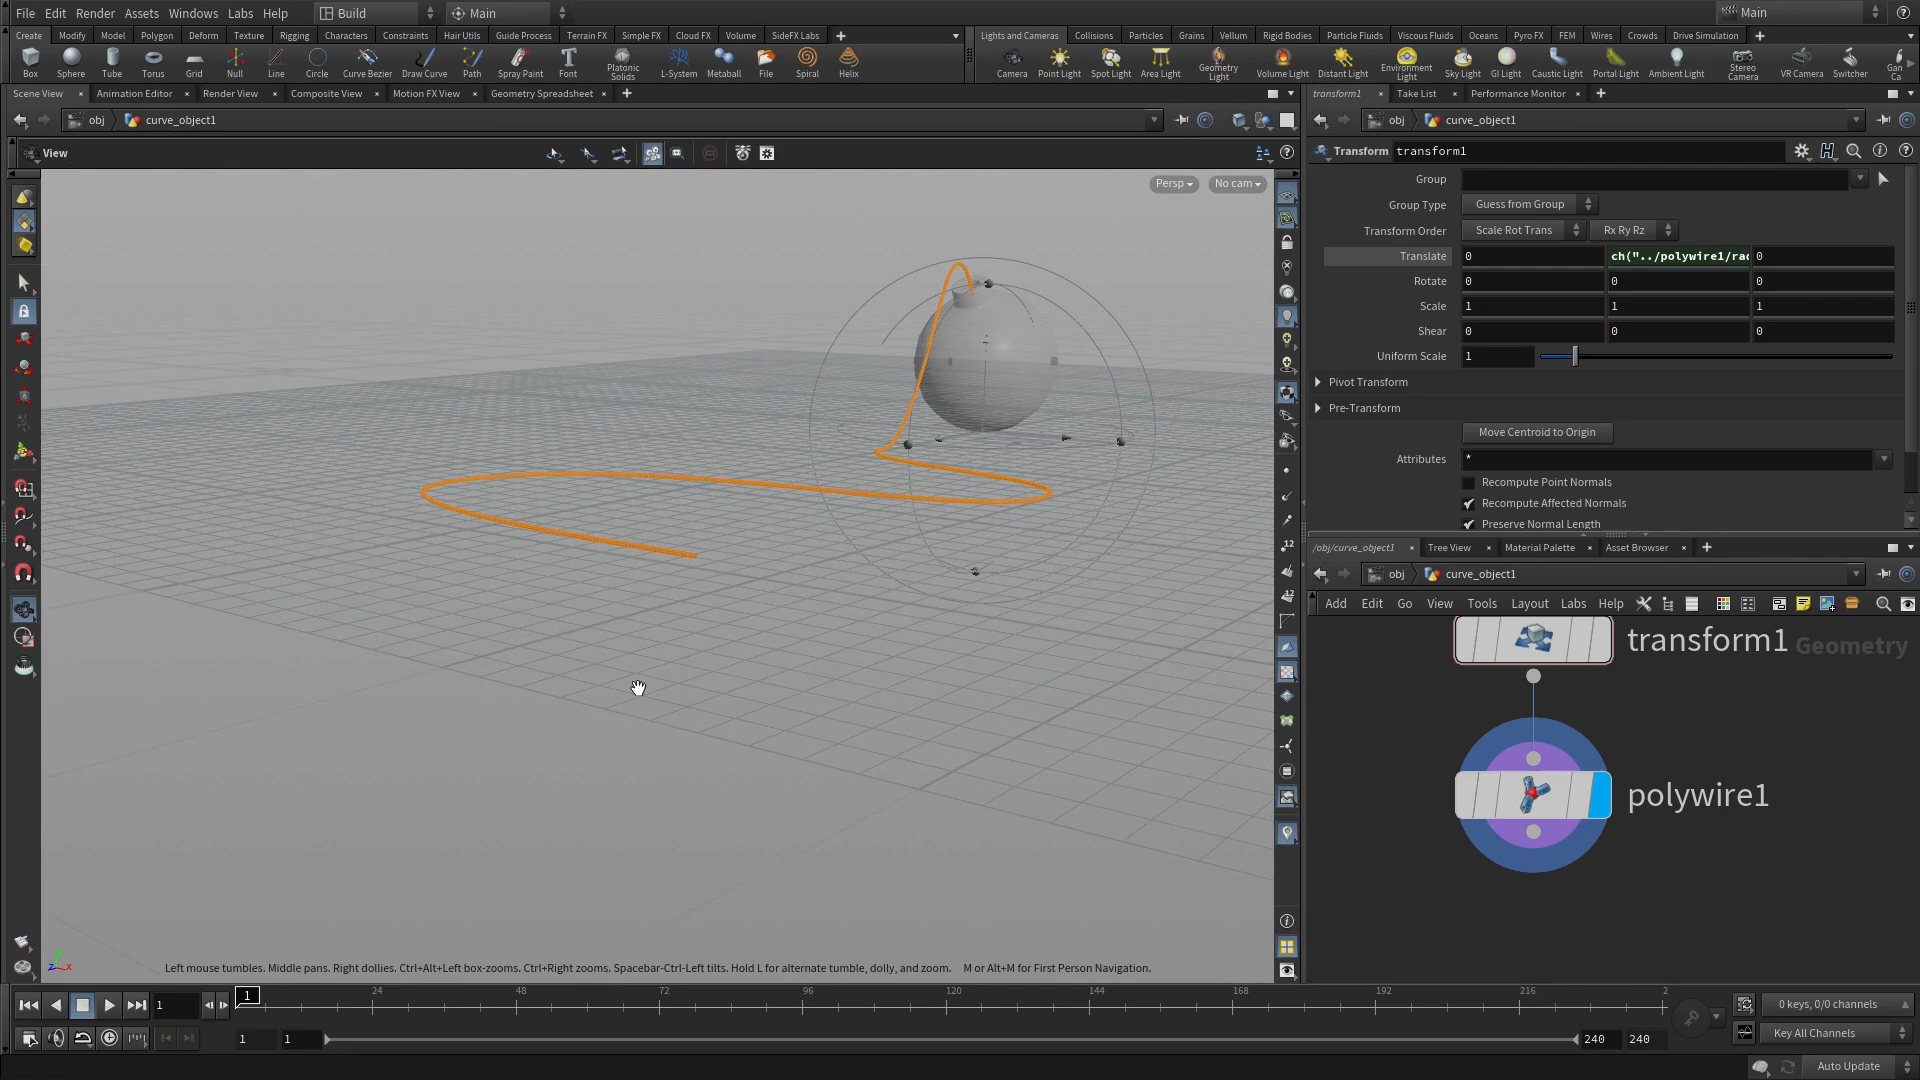 File Edit Render Assets Windows Labs Help Build Main Main
Create Modify Model Polygon Deform Texture Rigging Characters Constraints Hair Utils Guide Process Terrain FX Simple FX Cloud FX Volume SideFX Labs
Lights and Cameras Collisions Particles Grains Vellum Rigid Bodies Particle Fluids Viscous Fluids Oceans Pyro FX FEM Wires Crowds Drive Simulation
Box Sphere Tube Torus Grid Null Line Circle Curve Bezier Draw Curve Path Spray Paint Font Platonic Solids L-System Metaball File Spiral Helix
Camera Point Light Spot Light Area Light Geometry Light Volume Light Distant Light Environment Light Sky Light GI Light Caustic Light Portal Light Ambient Light Stereo Camera VR Camera Switcher Gan Ca
Scene View Animation Editor Render View Composite View Motion FX View Geometry Spreadsheet
transform1 Take List Performance Monitor
obj curve_object1
obj curve_object1
View
Persp No cam
Transform transform1
Group
Group Type Guess from Group
Transform Order Scale Rot Trans Rx Ry Rz
Translate 0 ch("../polywire1/rad 0
Rotate 0 0 0
Scale 1 1 1
Shear 0 0 0
Uniform Scale 1
Pivot Transform
Pre-Transform
Move Centroid to Origin
Attributes *
Recompute Point Normals
Recompute Affected Normals
Preserve Normal Length
/obj/curve_object1 Tree View Material Palette Asset Browser
obj curve_object1
Add Edit Go View Tools Layout Labs Help
transform1 Geometry
polywire1
12
12
z y x
Left mouse tumbles. Middle pans. Right dollies. Ctrl+Alt+Left box-zooms. Ctrl+Right zooms. Spacebar-Ctrl-Left tilts. Hold L for alternate tumble, dolly, and zoom. M or Alt+M for First Person Navigation.
1 1 24 48 72 96 120 144 168 192 216 2
0 keys, 0/0 channels
1 1 240 240
Key All Channels
Auto Update